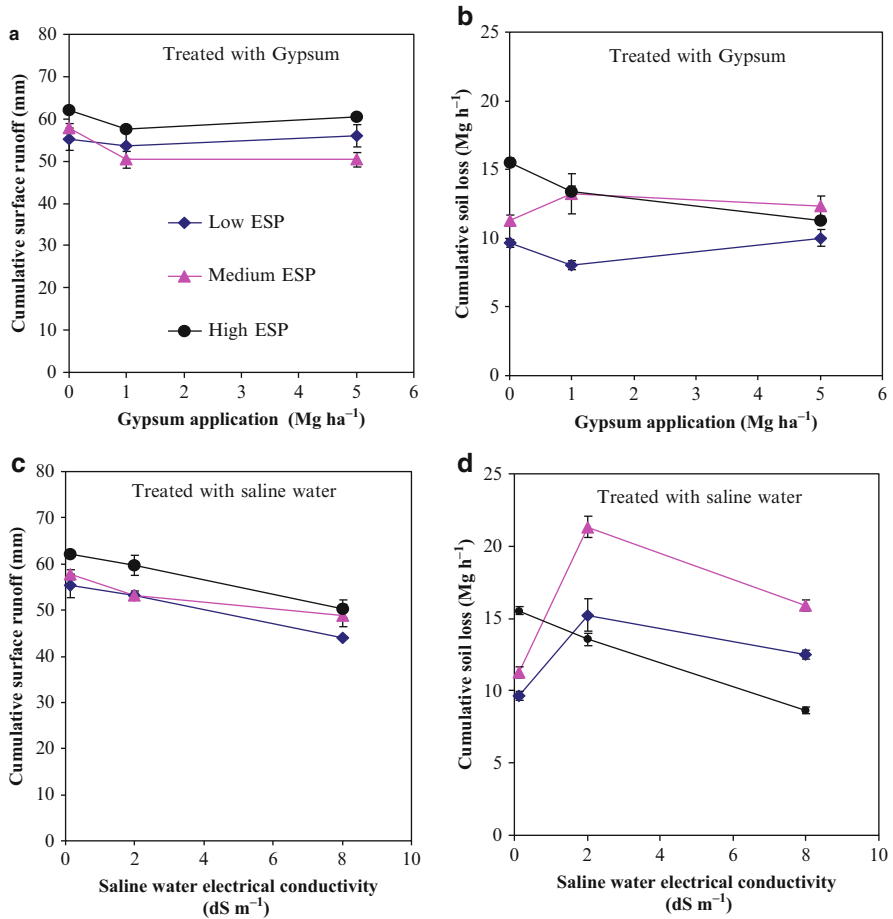 a
Treated with Gypsum
Cumulative surface runoff (mm)
80
70
60
50
40
30
20
10
0
Low ESP
Medium ESP
High ESP
0 1 2 3 4 5 6
Gypsum application (Mg ha⁻¹)
b
Treated with Gypsum
Cumulative soil loss (Mg h⁻¹)
25
20
15
10
5
0
0 1 2 3 4 5 6
Gypsum application (Mg ha⁻¹)
c
Treated with saline water
Cumulative surface runoff (mm)
80
70
60
50
40
30
20
10
0
0 2 4 6 8 10
Saline water electrical conductivity
(dS m⁻¹)
d
Treated with saline water
Cumulative soil loss (Mg h⁻¹)
25
20
15
10
5
0
0 2 4 6 8 10
Saline water electrical conductivity
(dS m⁻¹)